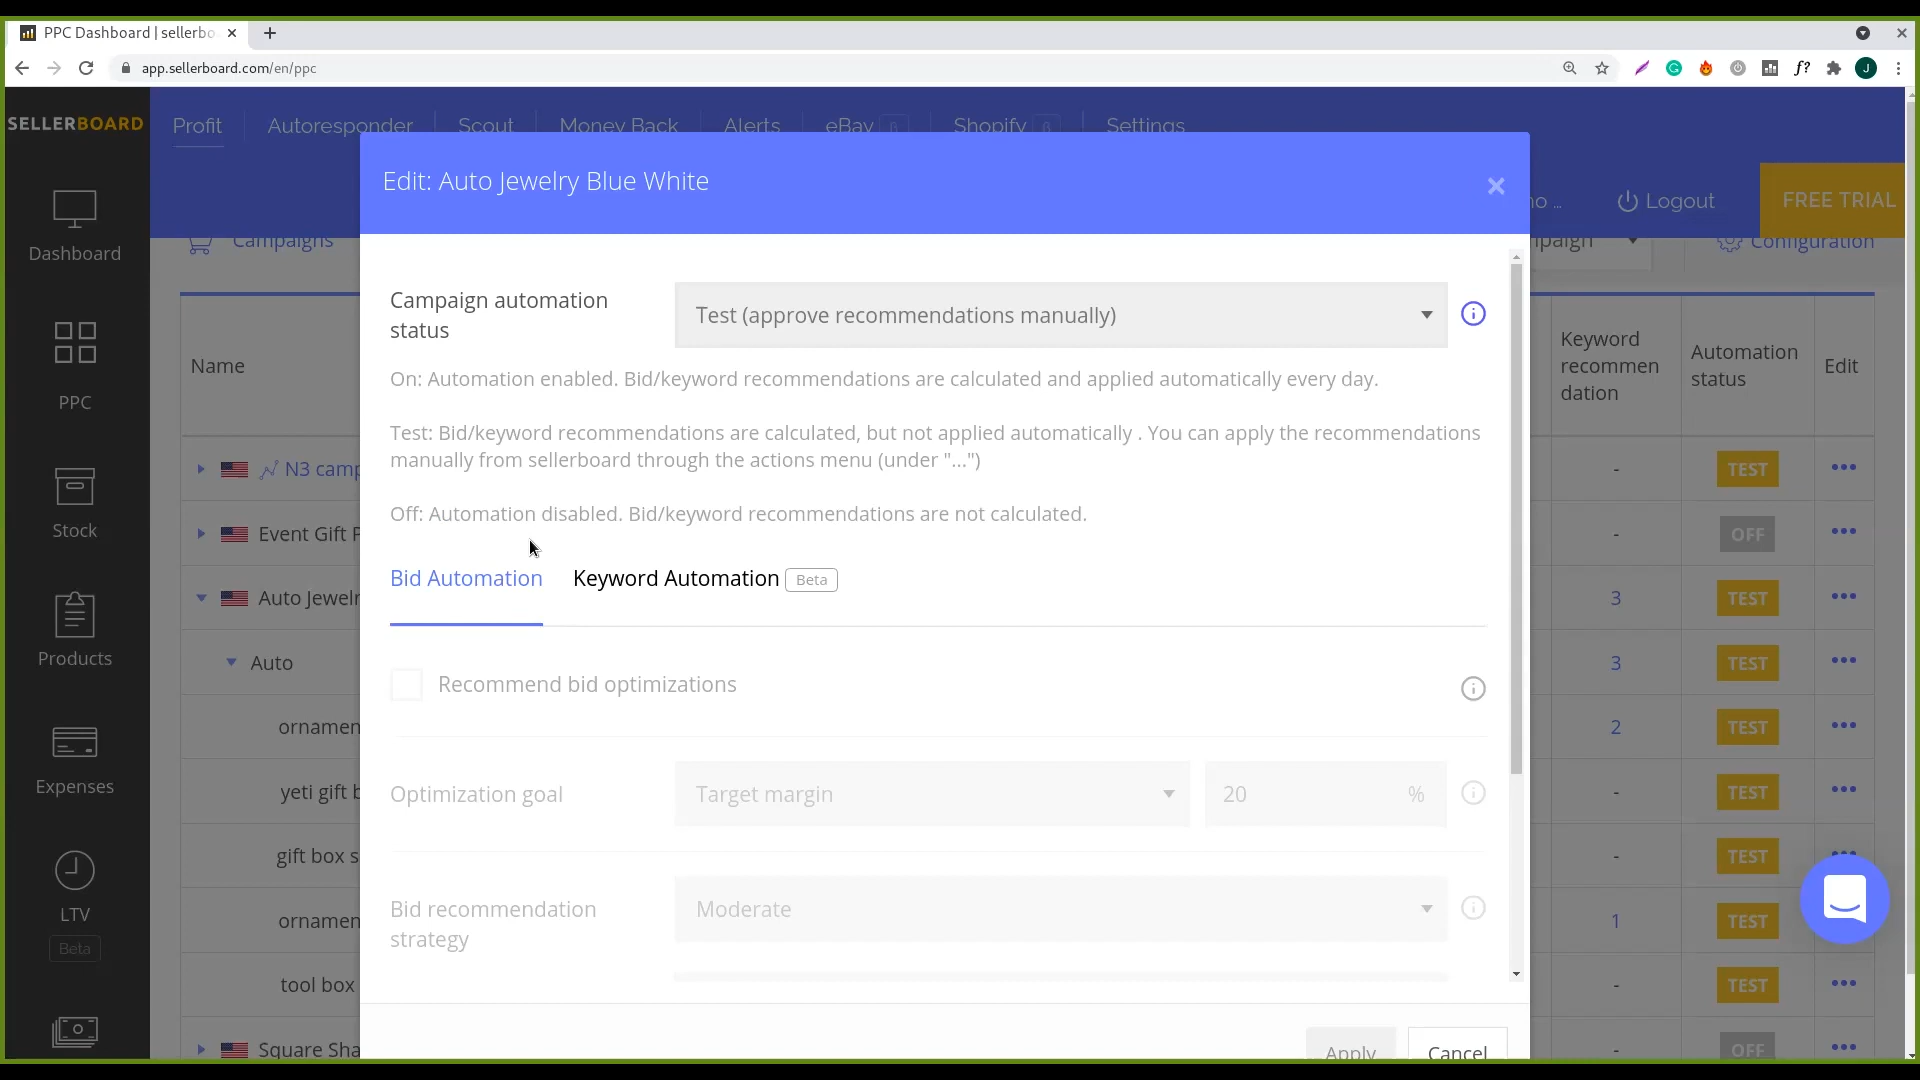 PPC Dashboard | sellerbo
app.sellerboard.com/en/ppc
f?
J
SELLERBOARD
Profit
Autoresponder
Scout
Money Back
Alerts
eBay
Shopify
Settings
Edit: Auto Jewelry Blue White
×
Logout
FREE TRIAL
Campaigns
Configuration
Dashboard
PPC
Stock
Products
Expenses
LTV
Beta
Campaign automation
status
Test (approve recommendations manually)
On: Automation enabled. Bid/keyword recommendations are calculated and applied automatically every day.
Test: Bid/keyword recommendations are calculated, but not applied automatically . You can apply the recommendations
manually from sellerboard through the actions menu (under "...")
Off: Automation disabled. Bid/keyword recommendations are not calculated.
Bid Automation
Keyword Automation Beta
Recommend bid optimizations
Optimization goal
Target margin
20 %
Bid recommendation
strategy
Moderate
Apply
Cancel
Name
Keyword
recommen
dation
Automation
status
Edit
N3 camp
- TEST •••
Event Gift P
- OFF •••
Auto Jewelr
3 TEST •••
Auto
3 TEST •••
ornamen
2 TEST •••
yeti gift b
- TEST •••
gift box s
- TEST •••
ornamen
1 TEST
tool box
- TEST •••
Square Sha
- OFF •••